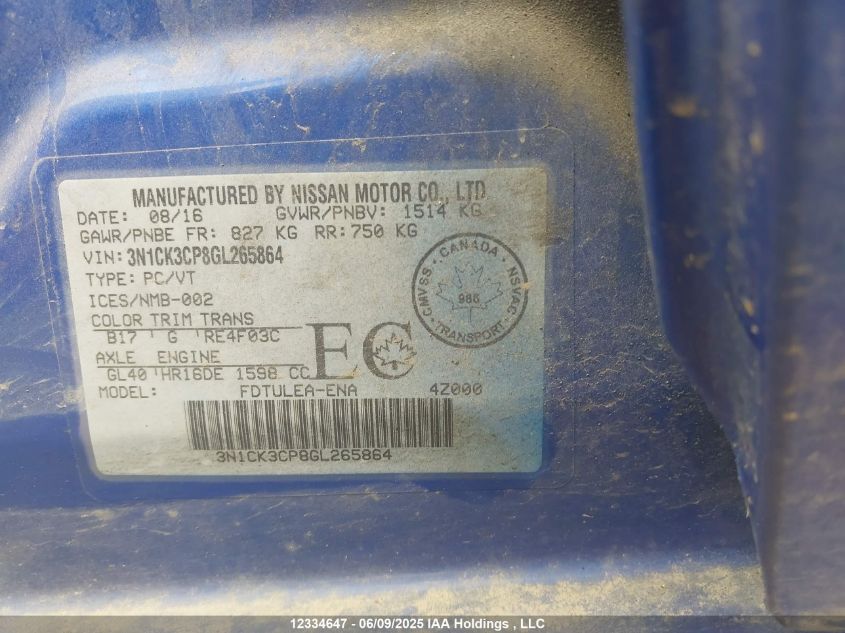 MANUFACTURED BY NISSAN MOTOR CO., LTD
DATE: 08/16 GVWR/PNBV: 1514 KG
GAWR/PNBE FR: 827 KG RR: 750 KG
VIN: 3N1CK3CP8GL265864
TYPE: PC/VT
ICES/NMB-002
COLOR TRIM TRANS
B17 ' G 'RE4F03C
AXLE ENGINE
GL40 'HR16DE 1598 CC
MODEL: FDTULEA-ENA 4Z000
EC
CANADA
CMVSS · NSVAC
986
TRANSPORT
3N1CK3CP8GL265864
12334647 - 06/09/2025 IAA Holdings , LLC